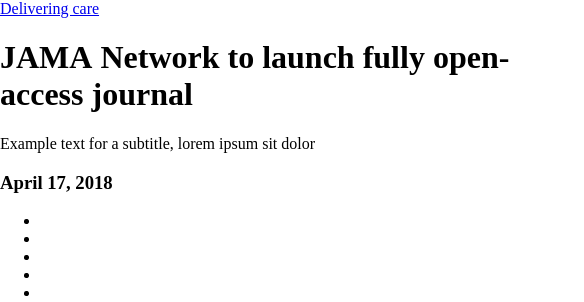 Delivering care
JAMA Network to launch fully open-
access journal
Example text for a subtitle, lorem ipsum sit dolor
April 17, 2018